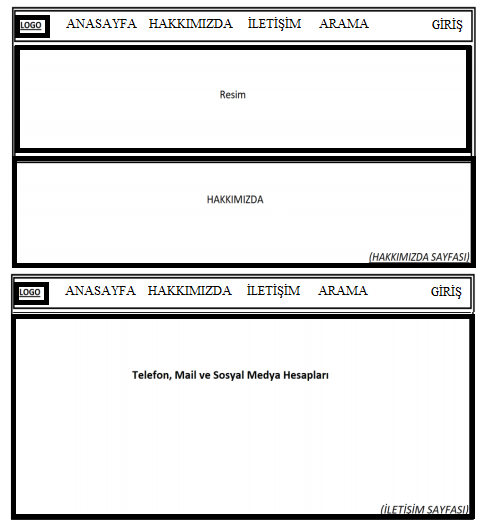 LOGO ANASAYFA HAKKIMIZDA İLETİŞİM ARAMA GİRİŞ
Resim
HAKKIMIZDA
(HAKKIMIZDA SAYFASI)
LOGO ANASAYFA HAKKIMIZDA İLETİŞİM ARAMA GİRİŞ
Telefon, Mail ve Sosyal Medya Hesapları
(İLETİŞİM SAYFASI)